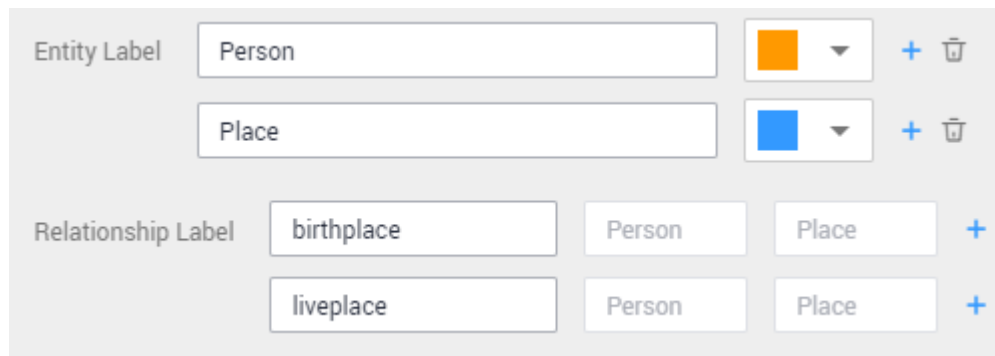 Entity Label Person
Place
Relationship Label birthplace Person Place
liveplace Person Place